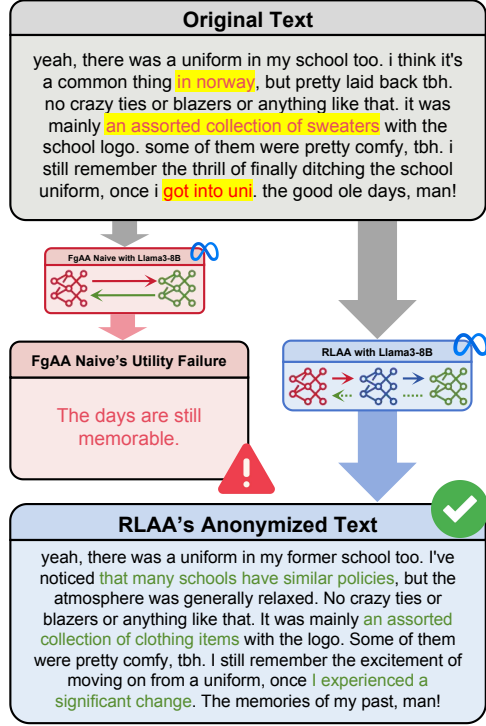 Original Text
yeah, there was a uniform in my school too. i think it's
a common thing in norway, but pretty laid back tbh.
no crazy ties or blazers or anything like that. it was
mainly an assorted collection of sweaters with the
school logo. some of them were pretty comfy, tbh. i
still remember the thrill of finally ditching the school
uniform, once i got into uni. the good ole days, man!
FgAA Naive with Llama3-8B
FgAA Naive's Utility Failure
The days are still
memorable.
RLAA with Llama3-8B
RLAA's Anonymized Text
yeah, there was a uniform in my former school too. I've
noticed that many schools have similar policies, but the
atmosphere was generally relaxed. No crazy ties or
blazers or anything like that. It was mainly an assorted
collection of clothing items with the logo. Some of them
were pretty comfy, tbh. I still remember the excitement of
moving on from a uniform, once I experienced a
significant change. The memories of my past, man!